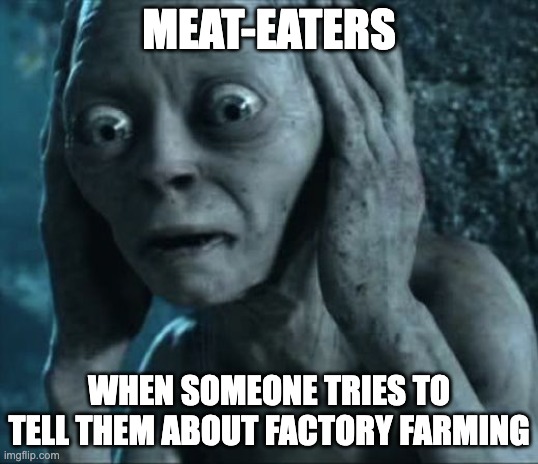 MEAT-EATERS
WHEN SOMEONE TRIES TO
TELL THEM ABOUT FACTORY FARMING
imgflip.com